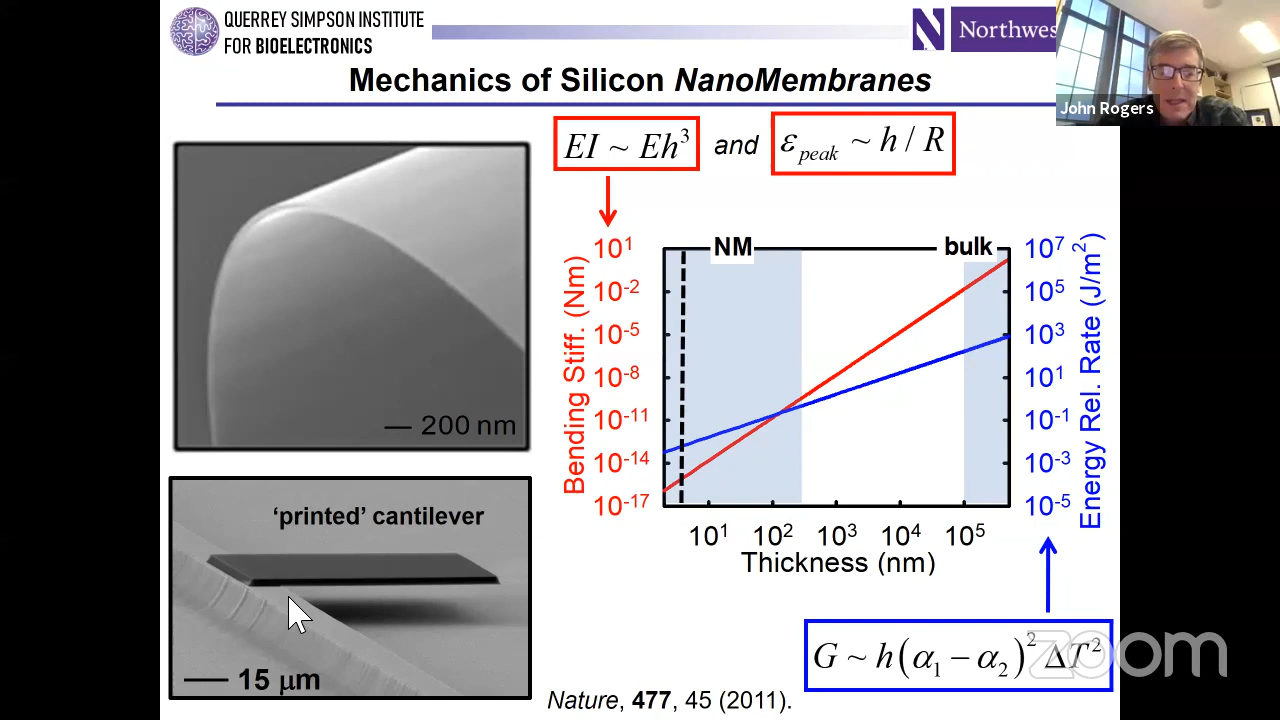 QUERREY SIMPSON INSTITUTE
FOR BIOELECTRONICS
N
Northwes
John Rogers
Mechanics of Silicon NanoMembranes
EI ~ Eh³ and ε_peak ~ h / R
200 nm
'printed' cantilever
15 μm
NM bulk
Bending Stiff. (Nm)
10¹
10⁻²
10⁻⁵
10⁻⁸
10⁻¹¹
10⁻¹⁴
10⁻¹⁷
10¹ 10² 10³ 10⁴ 10⁵
Thickness (nm)
10⁷
10⁵
10³
10¹
10⁻¹
10⁻³
10⁻⁵
Energy Rel. Rate (J/m²)
G ~ h(α₁ − α₂)² ΔT²
zoom
Nature, 477, 45 (2011).